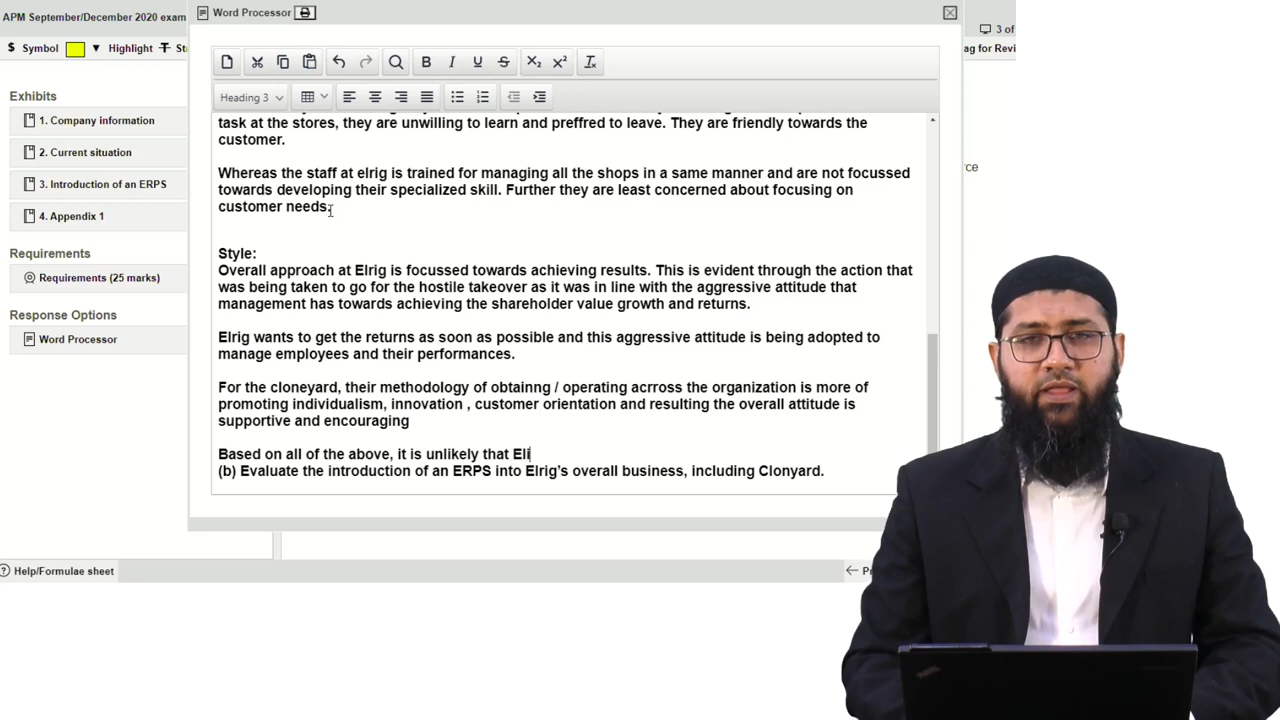 APM September/December 2020 exam
Word Processor
3 of
Symbol
Highlight
ag for Revi
Heading 3
Exhibits
1. Company information
2. Current situation
3. Introduction of an ERPS
4. Appendix 1
Requirements
Requirements (25 marks)
Response Options
Word Processor
task at the stores, they are unwilling to learn and preffred to leave. They are friendly towards the
customer.
Whereas the staff at elrig is trained for managing all the shops in a same manner and are not focussed
towards developing their specialized skill. Further they are least concerned about focusing on
customer needs.
Style:
Overall approach at Elrig is focussed towards achieving results. This is evident through the action that
was being taken to go for the hostile takeover as it was in line with the aggressive attitude that
management has towards achieving the shareholder value growth and returns.
Elrig wants to get the returns as soon as possible and this aggressive attitude is being adopted to
manage employees and their performances.
For the cloneyard, their methodology of obtainng / operating acrross the organization is more of
promoting individualism, innovation , customer orientation and resulting the overall attitude is
supportive and encouraging
Based on all of the above, it is unlikely that Eli
(b) Evaluate the introduction of an ERPS into Elrig's overall business, including Clonyard.
Help/Formulae sheet